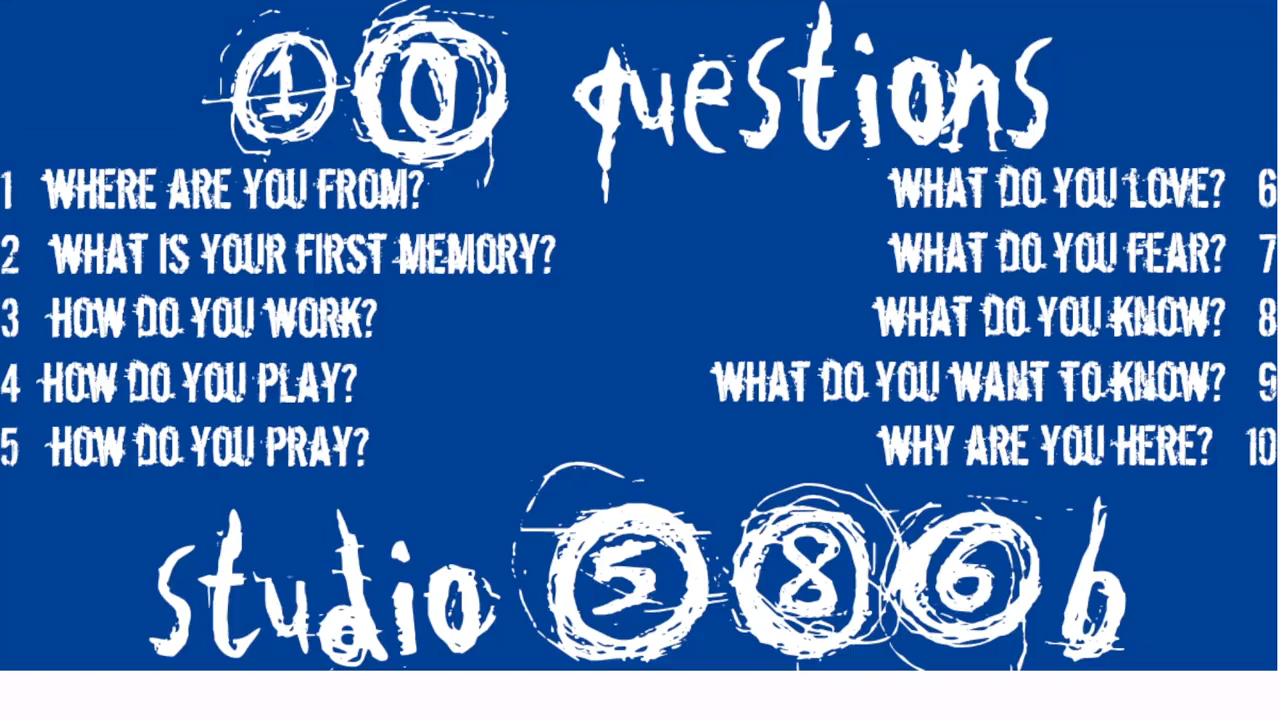 10 questions
1 WHERE ARE YOU FROM?
2 WHAT IS YOUR FIRST MEMORY?
3 HOW DO YOU WORK?
4 HOW DO YOU PLAY?
5 HOW DO YOU PRAY?
WHAT DO YOU LOVE? 6
WHAT DO YOU FEAR? 7
WHAT DO YOU KNOW? 8
WHAT DO YOU WANT TO KNOW? 9
WHY ARE YOU HERE? 10
studio 586 b